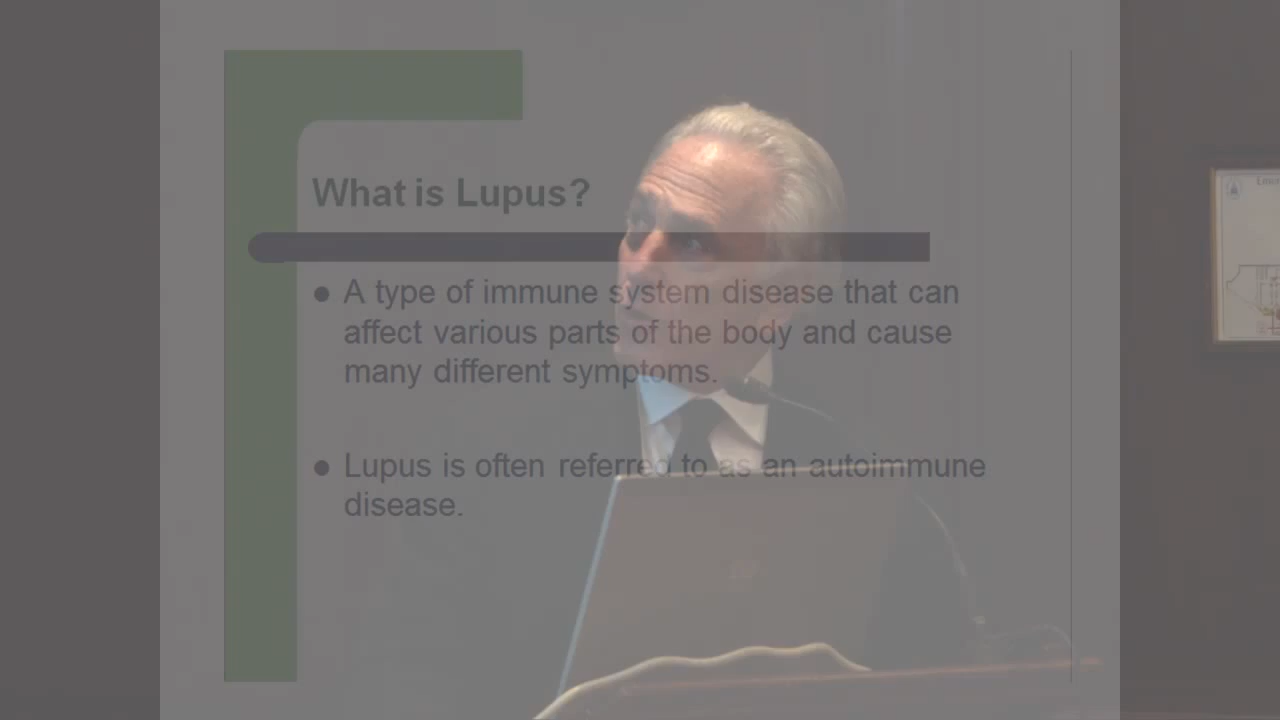 What is Lupus?
● A type of immune system disease that can
affect various parts of the body and cause
many different symptoms.
● Lupus is often referred to as an autoimmune
disease.